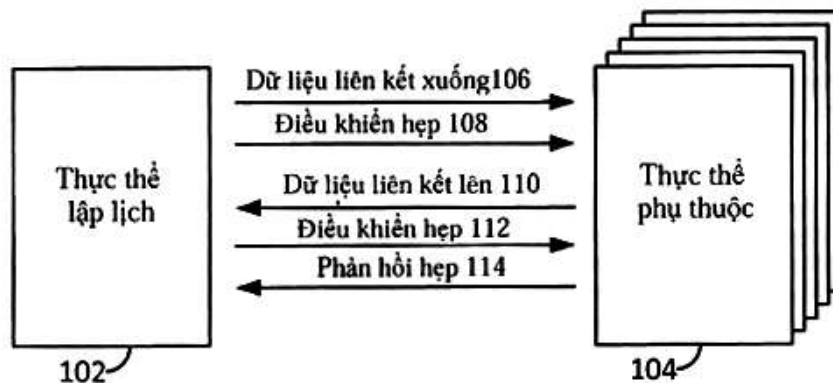 Dữ liệu liên kết xuống106
Điều khiển hẹp 108
Thực thể
lập lịch
Dữ liệu liên kết lên 110
Điều khiển hẹp 112
Phản hồi hẹp 114
Thực thể
phụ thuộc
102
104